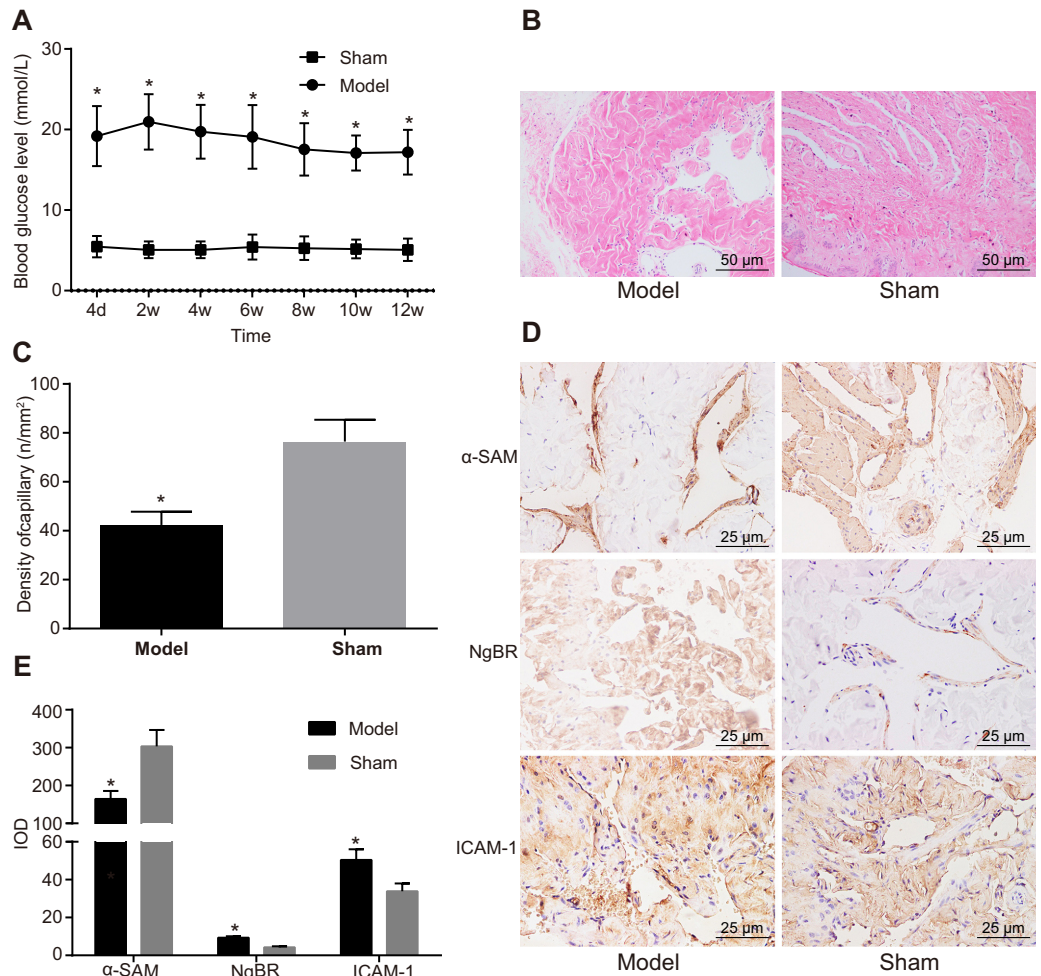 A
Blood glucose level (mmol/L)
30
20
10
0
Sham
Model
* * * * * * *
4d 2w 4w 6w 8w 10w 12w
Time
B
50 μm
50 μm
Model
Sham
C
Density ofcapillary (n/mm²)
100
80
60
40
20
0
*
Model
Sham
D
α-SAM
25 μm
25 μm
NgBR
25 μm
25 μm
ICAM-1
25 μm
25 μm
Model
Sham
E
IOD
400
300
200
100
60
40
20
0
Model
Sham
*
*
*
*
α-SAM NgBR ICAM-1